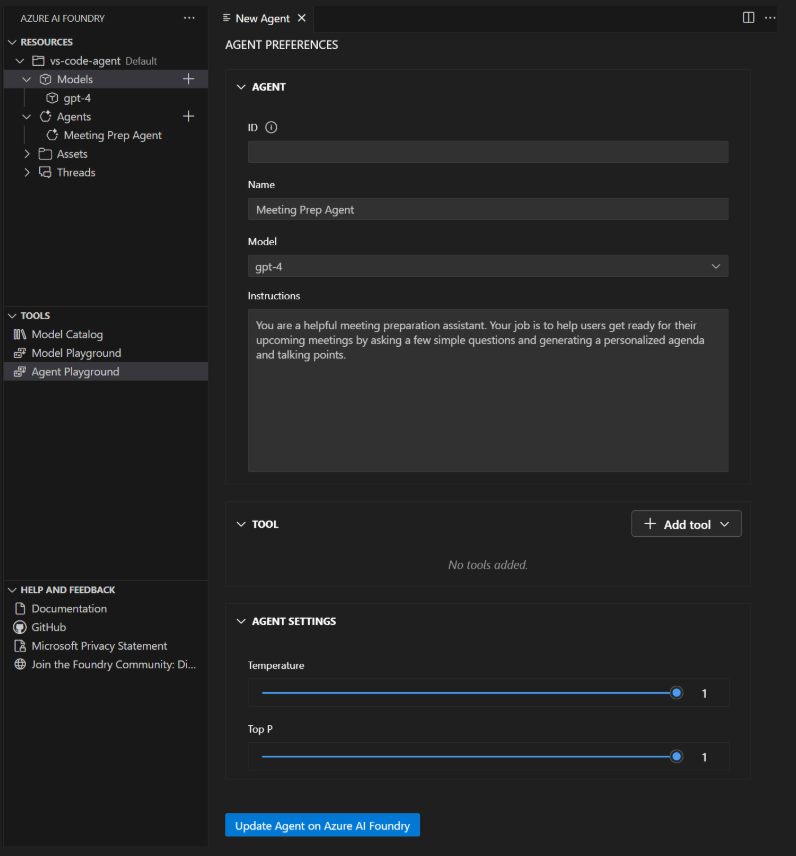 AZURE AI FOUNDRY
RESOURCES
vs-code-agent Default
Models
gpt-4
Agents
Meeting Prep Agent
Assets
Threads
TOOLS
Model Catalog
Model Playground
Agent Playground
HELP AND FEEDBACK
Documentation
GitHub
Microsoft Privacy Statement
Join the Foundry Community: Di...
New Agent
AGENT PREFERENCES
AGENT
ID
Name
Meeting Prep Agent
Model
gpt-4
Instructions
You are a helpful meeting preparation assistant. Your job is to help users get ready for their
upcoming meetings by asking a few simple questions and generating a personalized agenda
and talking points.
TOOL
Add tool
No tools added.
AGENT SETTINGS
Temperature
1
Top P
1
Update Agent on Azure AI Foundry